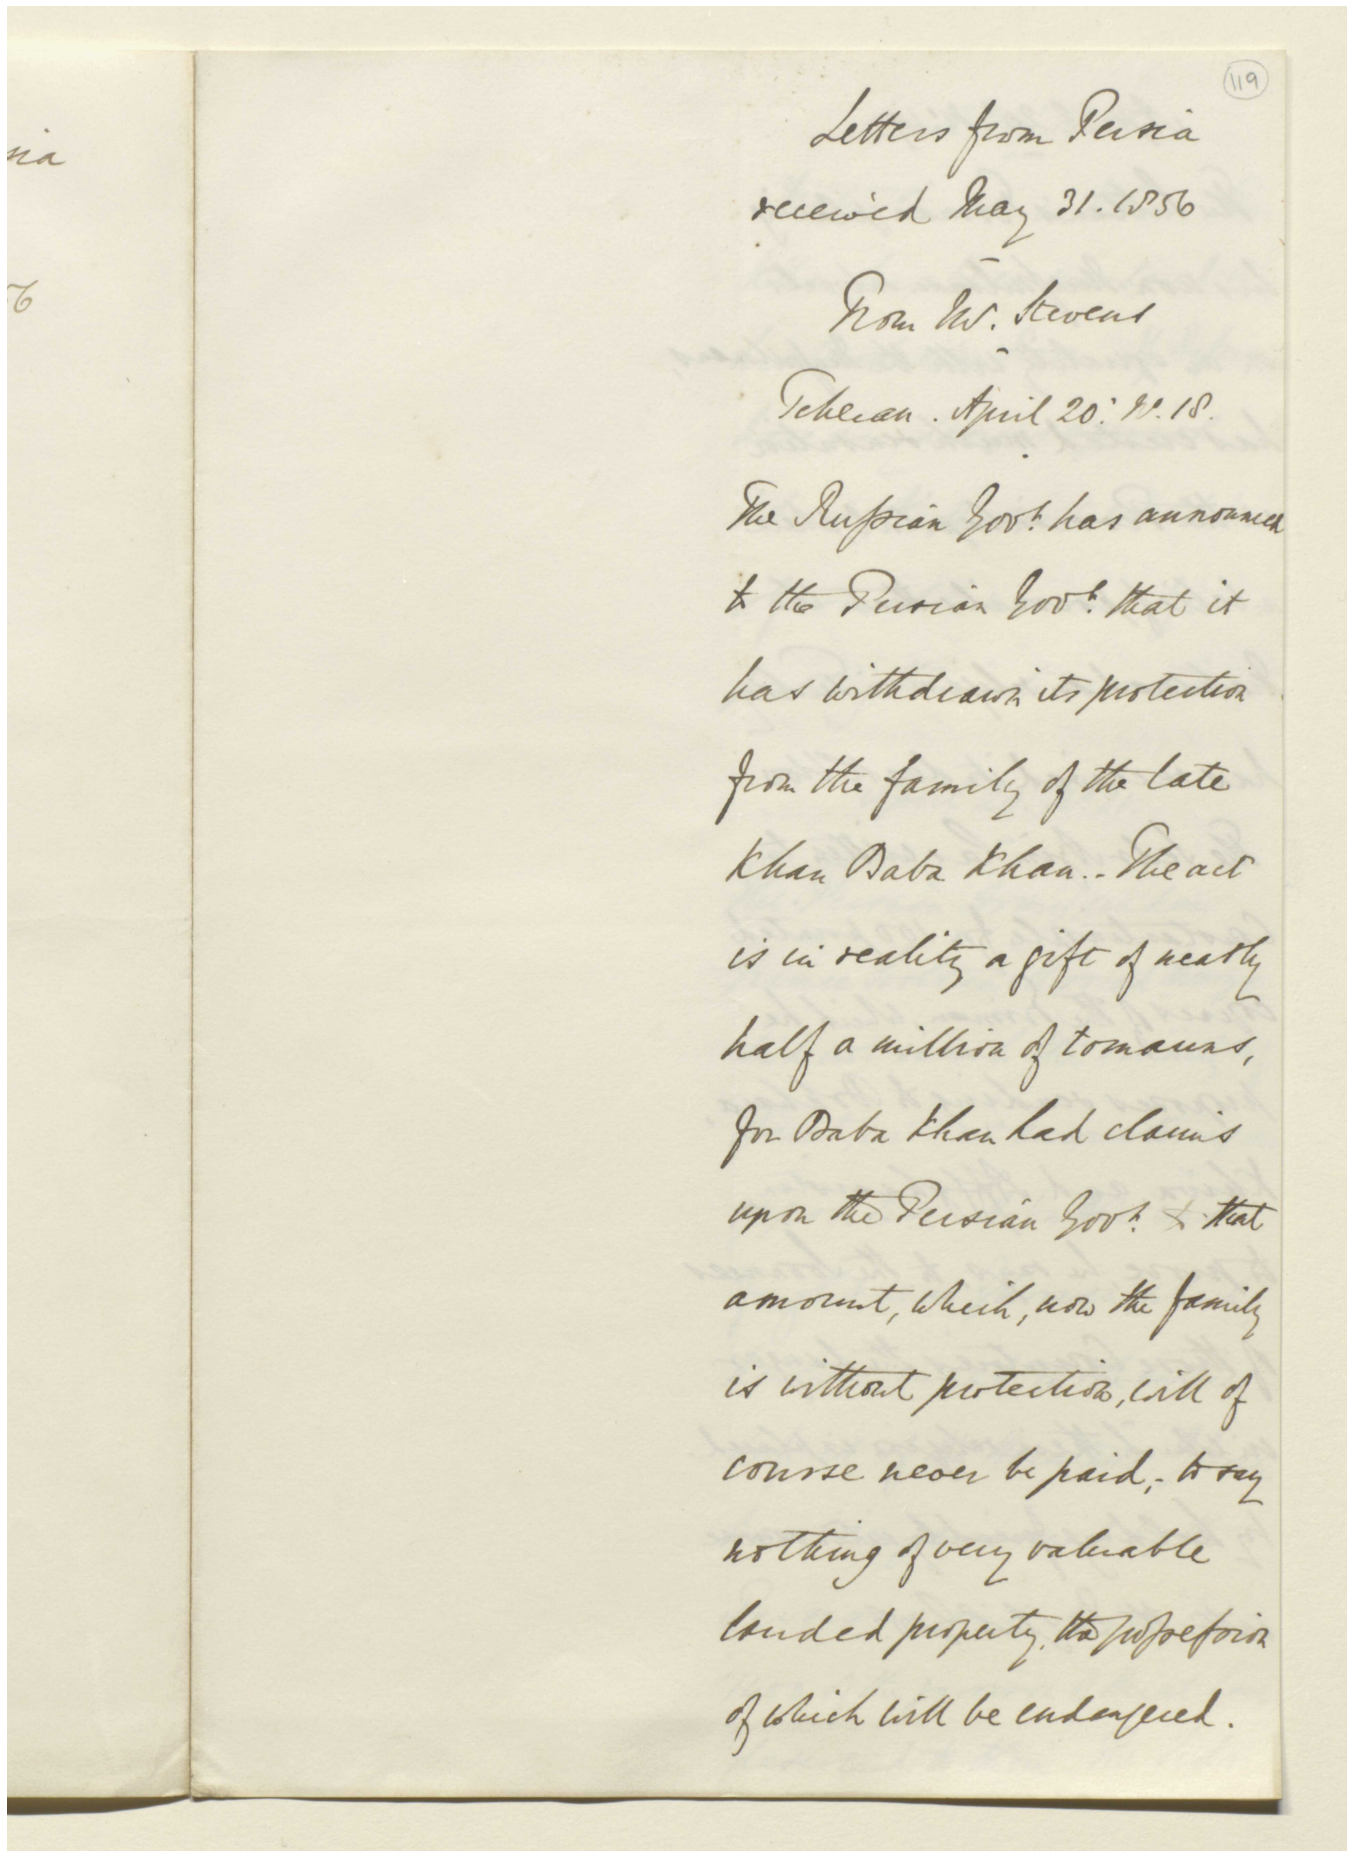 119
Letters from Persia
received May 31. 1856
From Mr. Stevens
Teheran. April 20: No. 18.
The Russian Govt. has announced
to the Persian Govt. that it
has withdrawn its protection
from the family of the late
Khan Baba Khan.- The act
is in reality a gift of nearly
half a million of tomauns,
for Baba Khan had claims
upon the Persian Govt. to that
amount, which, now the family
is without protection, will of
course never be paid,- to say
nothing of very valuable
landed property, the possession
of which will be endangered.
sia
56